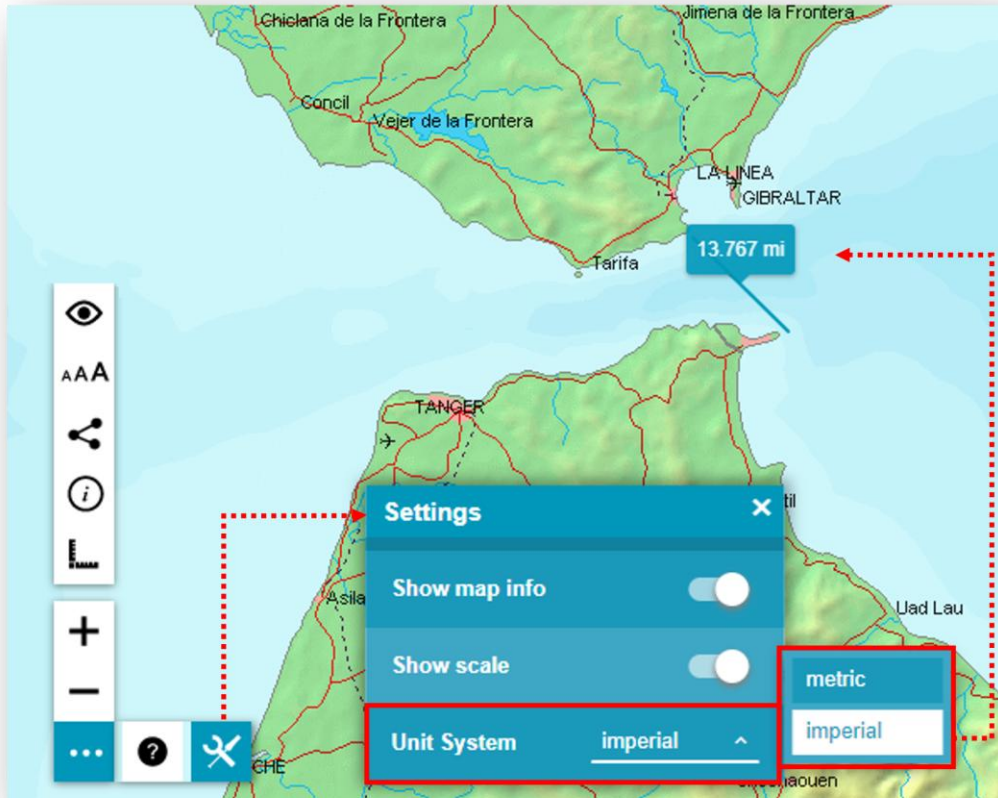 Chiclana de la Frontera
Jimena de la Frontera
Concil
Vejer de la Frontera
LA LINEA
GIBRALTAR
13.767 mi
Tarifa
AAA
i
TANGER
Settings
til
Show map info
Asila
Uad Lau
Show scale
metric
Unit System
imperial
imperial
?
CHE
aouen